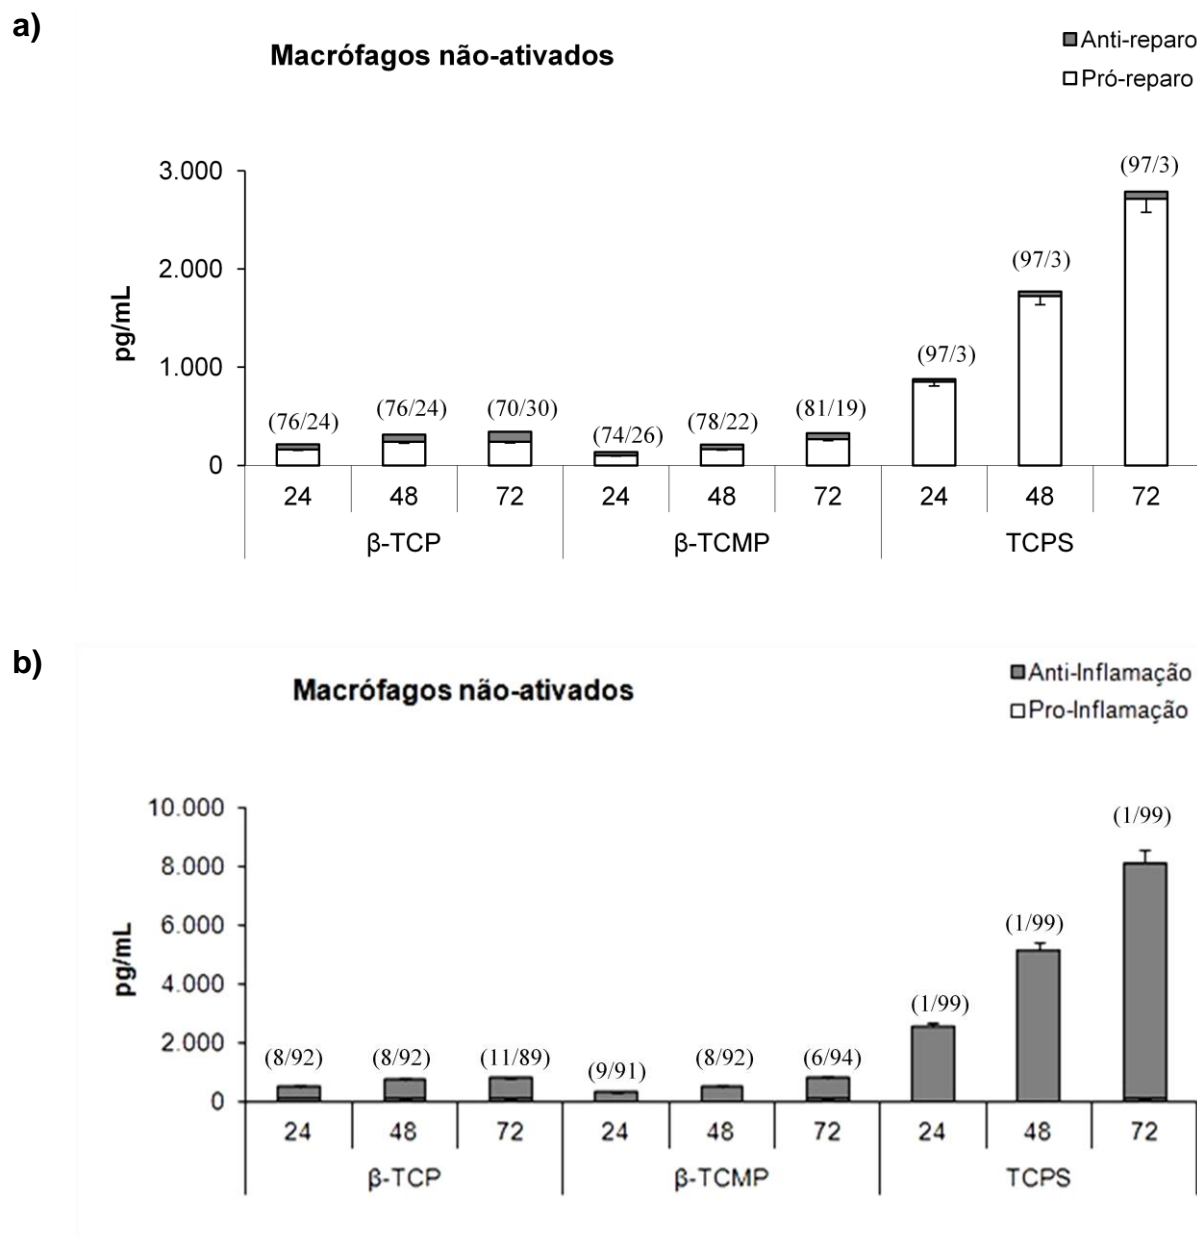 a)
Macrófagos não-ativados
Anti-reparo
Pró-reparo
pg/mL
3.000
2.000
1.000
0
(76/24) (76/24) (70/30) (74/26) (78/22) (81/19) (97/3) (97/3) (97/3)
24 48 72 24 48 72 24 48 72
β-TCP β-TCMP TCPS
b)
Macrófagos não-ativados
Anti-Inflamação
Pro-Inflamação
pg/mL
10.000
8.000
6.000
4.000
2.000
0
(8/92) (8/92) (11/89) (9/91) (8/92) (6/94) (1/99) (1/99) (1/99)
24 48 72 24 48 72 24 48 72
β-TCP β-TCMP TCPS